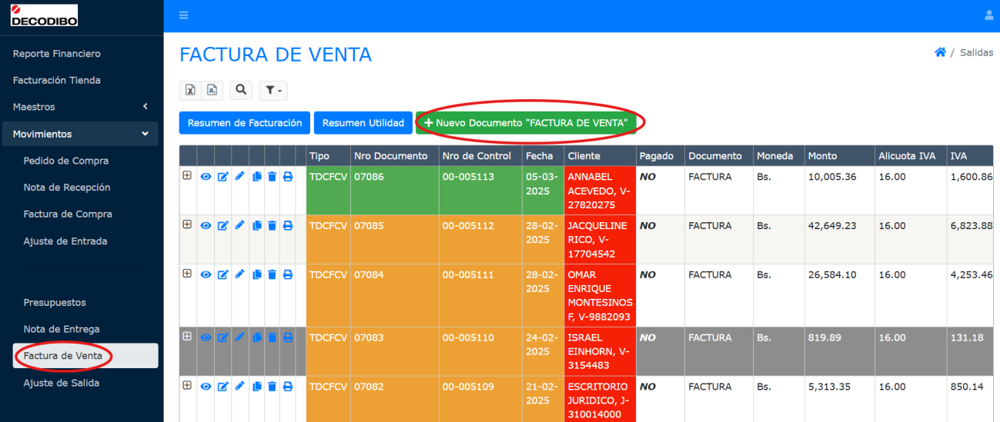 DECODIBO
Reporte Financiero
Facturación Tienda
Maestros
Movimientos
Pedido de Compra
Nota de Recepción
Factura de Compra
Ajuste de Entrada
Presupuestos
Nota de Entrega
Factura de Venta
Ajuste de Salida
FACTURA DE VENTA
/ Salidas
Resumen de Facturación Resumen Utilidad + Nuevo Documento "FACTURA DE VENTA"
Tipo Nro Documento Nro de Control Fecha Cliente Pagado Documento Moneda Monto Alicuota IVA IVA
TDCFCV 07086 00-005113 05-03- ANNABEL NO FACTURA Bs. 10,005.36 16.00 1,600.86
2025 ACEVEDO, V-
27820275
TDCFCV 07085 00-005112 28-02- JACQUELINE NO FACTURA Bs. 42,649.23 16.00 6,823.88
2025 RICO, V-
17704542
TDCFCV 07084 00-005111 28-02- OMAR NO FACTURA Bs. 26,584.10 16.00 4,253.46
2025 ENRIQUE
MONTESINOS
F, V-9882093
TDCFCV 07083 00-005110 24-02- ISRAEL NO FACTURA Bs. 819.89 16.00 131.18
2025 EINHORN, V-
3154483
TDCFCV 07082 00-005109 21-02- ESCRITORIO NO FACTURA Bs. 5,313.35 16.00 850.14
2025 JURIDICO, J-
310014000